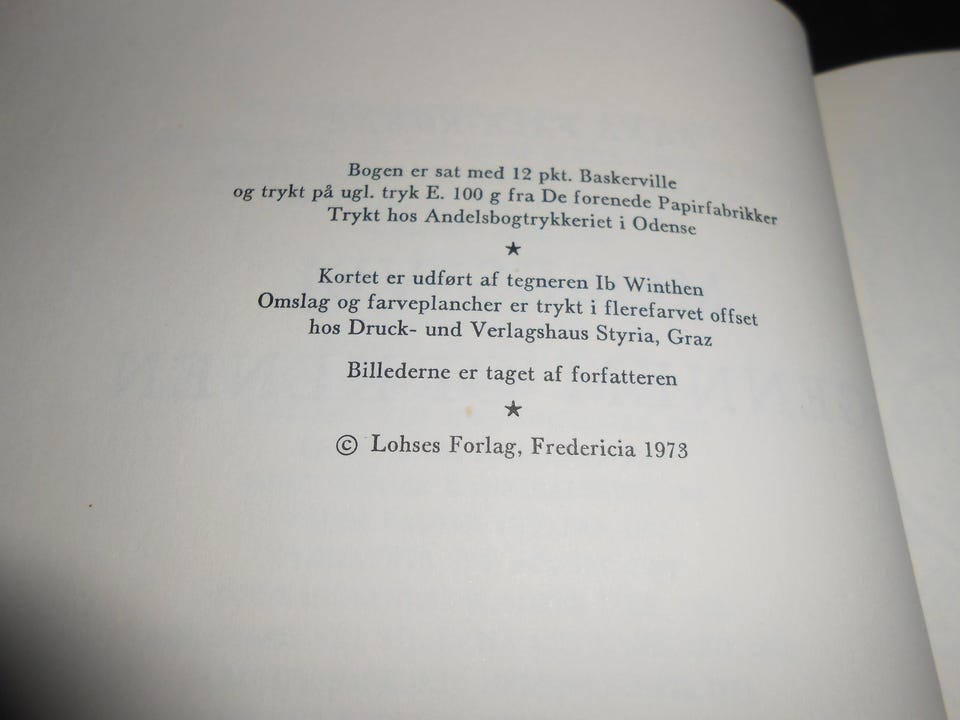 Bogen er sat med 12 pkt. Baskerville
og trykt på ugl. tryk E. 100 g fra De forenede Papirfabrikker
Trykt hos Andelsbogtrykkeriet i Odense
★
Kortet er udført af tegneren Ib Winthen
Omslag og farveplancher er trykt i flerefarvet offset
hos Druck- und Verlagshaus Styria, Graz
Billederne er taget af forfatteren
★
© Lohses Forlag, Fredericia 1973